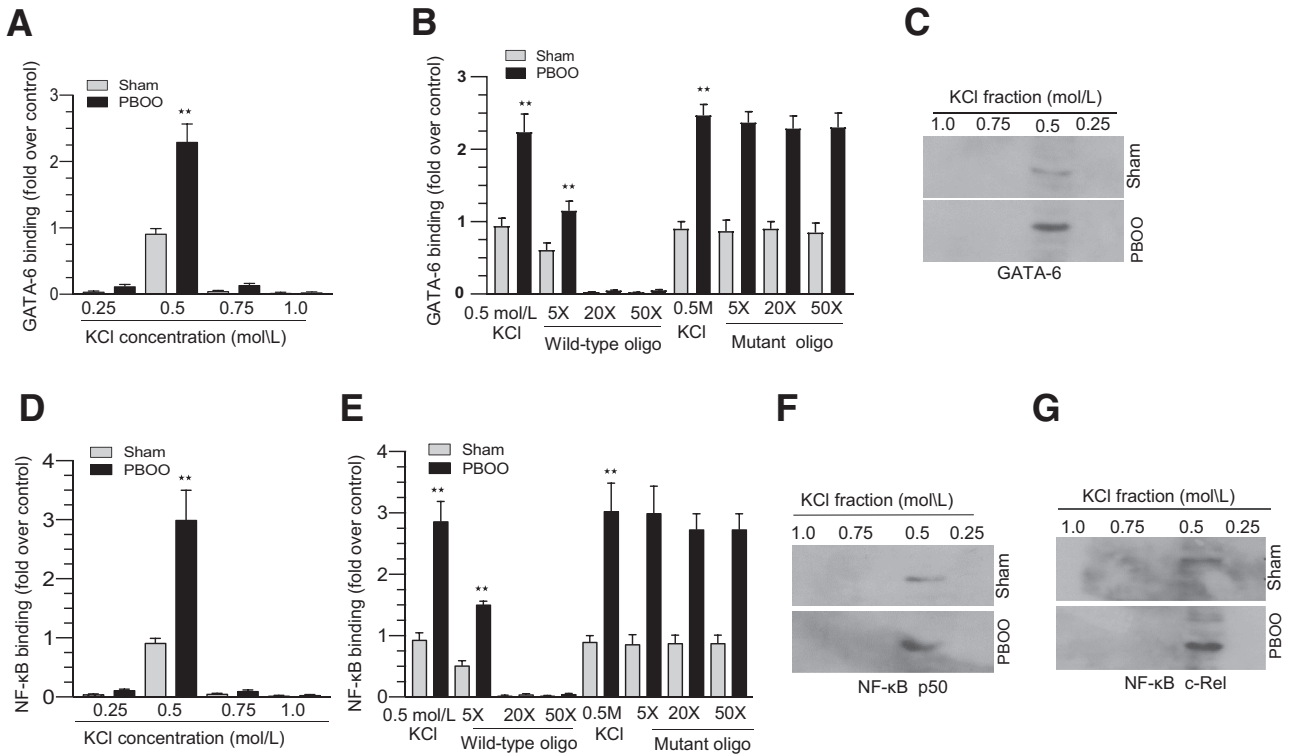 A
GATA-6 binding (fold over control)
Sham
PBOO
3
2
1
0
**
0.25 0.5 0.75 1.0
KCl concentration (mol\L)
B
GATA-6 binding (fold over control)
Sham
PBOO
3
2
1
0
** ** **
0.5 mol/L 5X 20X 50X 0.5M 5X 20X 50X
KCl KCl
Wild-type oligo Mutant oligo
C
KCl fraction (mol/L)
1.0 0.75 0.5 0.25
Sham
PBOO
GATA-6
D
NF-κB binding (fold over control)
Sham
PBOO
4
3
2
1
0
**
0.25 0.5 0.75 1.0
KCl concentration (mol/L)
E
NF-κB binding (fold over control)
Sham
PBOO
4
3
2
1
0
** ** **
0.5 mol/L 5X 20X 50X 0.5M 5X 20X 50X
KCl KCl
Wild-type oligo Mutant oligo
F
KCl fraction (mol\L)
1.0 0.75 0.5 0.25
Sham
PBOO
NF-κB p50
G
KCl fraction (mol\L)
1.0 0.75 0.5 0.25
Sham
PBOO
NF-κB c-Rel